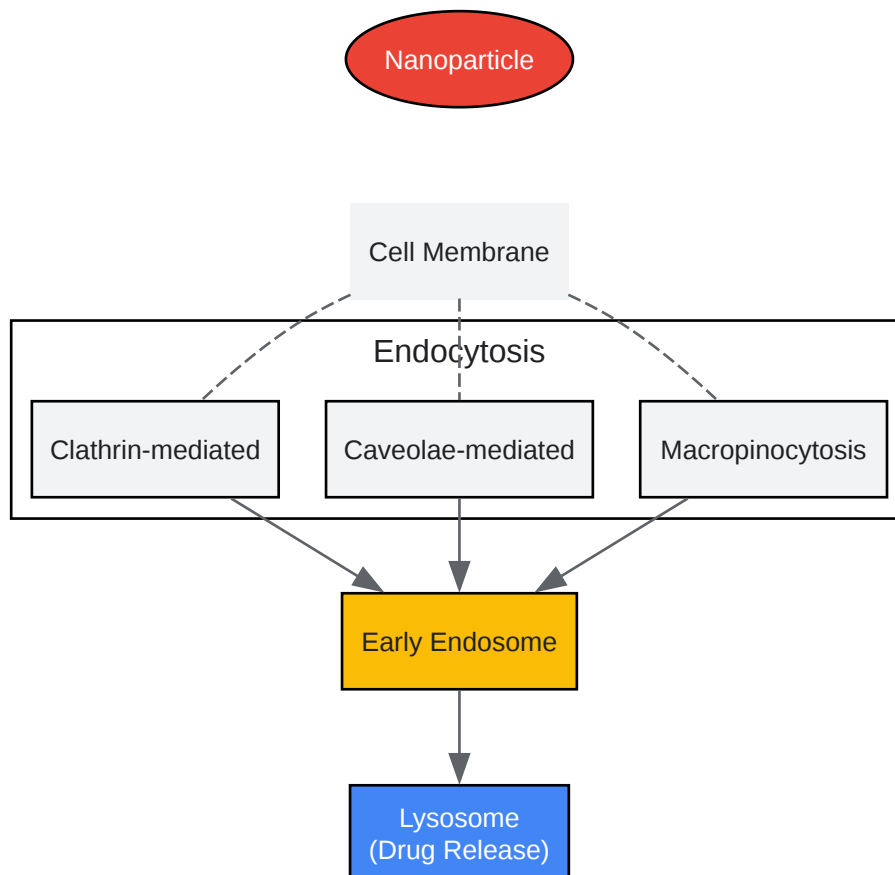 Nanoparticle
Cell Membrane
Endocytosis
Clathrin-mediated
Caveolae-mediated
Macropinocytosis
Early Endosome
Lysosome
(Drug Release)